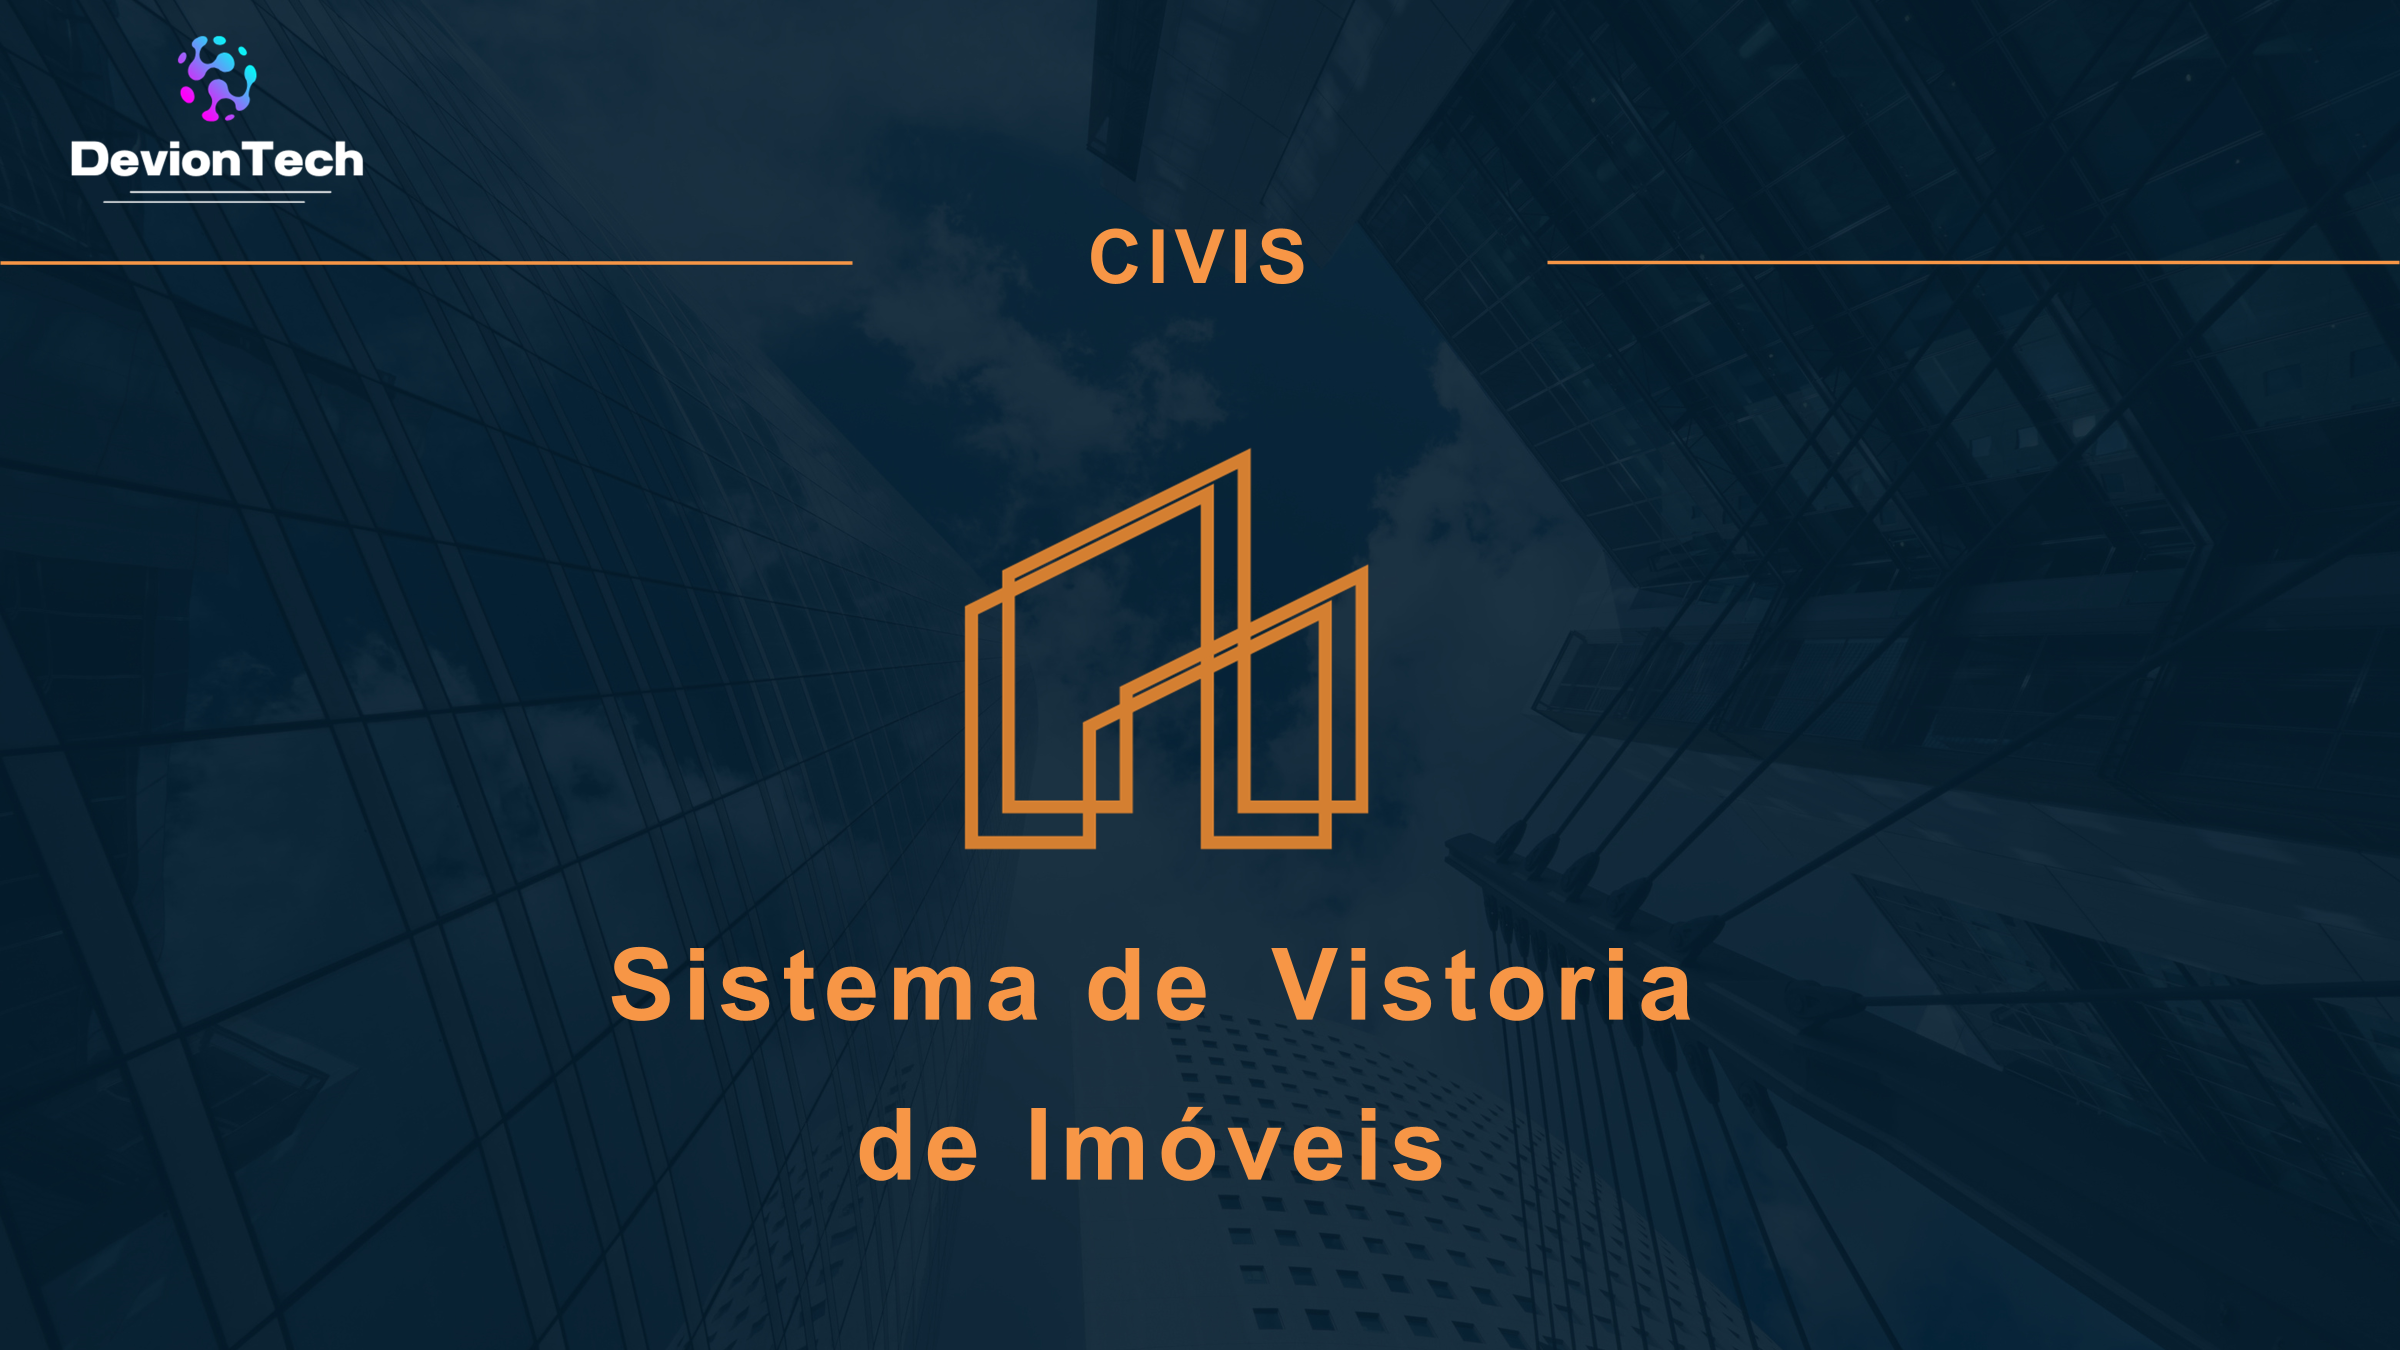 DevionTech
CIVIS
Sistema de Vistoria
de Imóveis